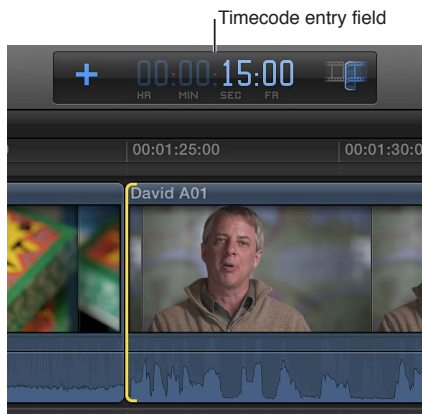 Timecode entry field
+ 00:00:15:00
HR MIN SEC FR
00:01:25:00 00:01:30:0
David A01